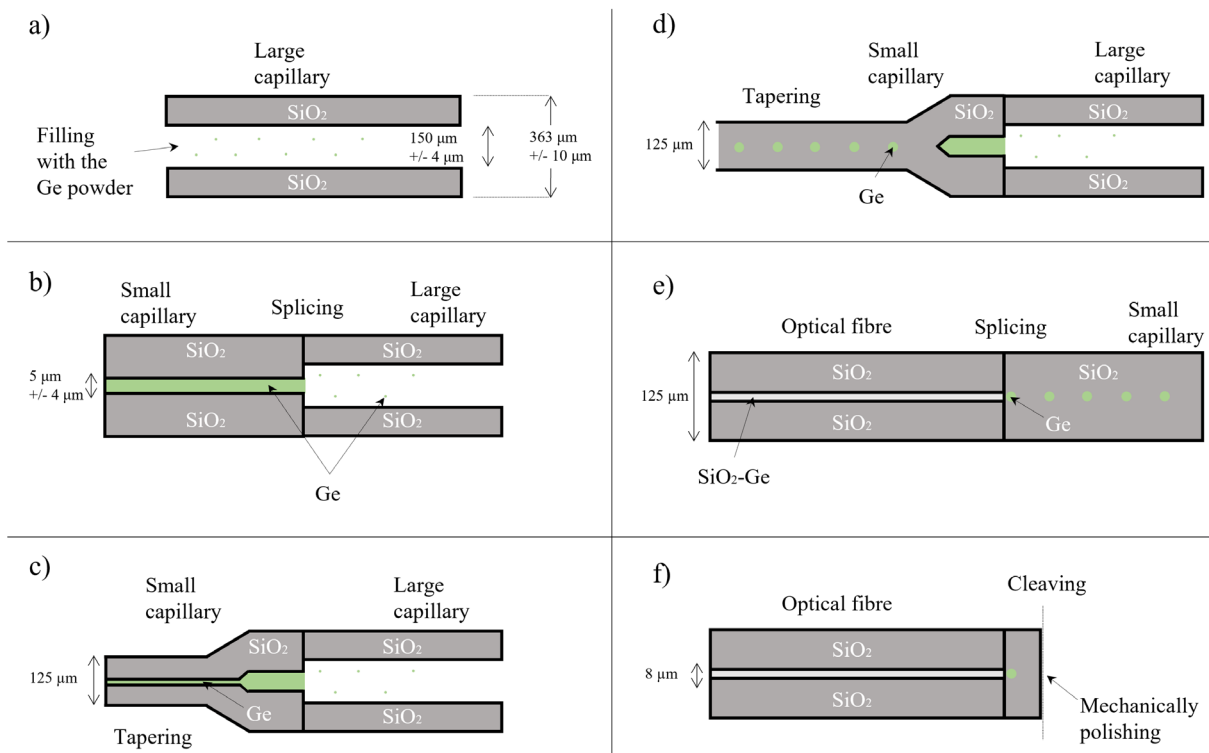 a)
Large
capillary
SiO₂
Filling
with the
Ge powder
150 µm
+/- 4 µm
363 µm
+/- 10 µm
SiO₂
b)
Small
capillary
Splicing
Large
capillary
SiO₂
5 µm
+/- 4 µm
SiO₂
SiO₂
SiO₂
Ge
c)
Small
capillary
Large
capillary
SiO₂
SiO₂
125 µm
Ge
SiO₂
Tapering
d)
Small
capillary
Large
capillary
Tapering
SiO₂
SiO₂
125 µm
Ge
SiO₂
e)
Optical fibre
Splicing
Small
capillary
SiO₂
SiO₂
125 µm
SiO₂
Ge
SiO₂-Ge
f)
Optical fibre
Cleaving
SiO₂
8 µm
SiO₂
Mechanically
polishing